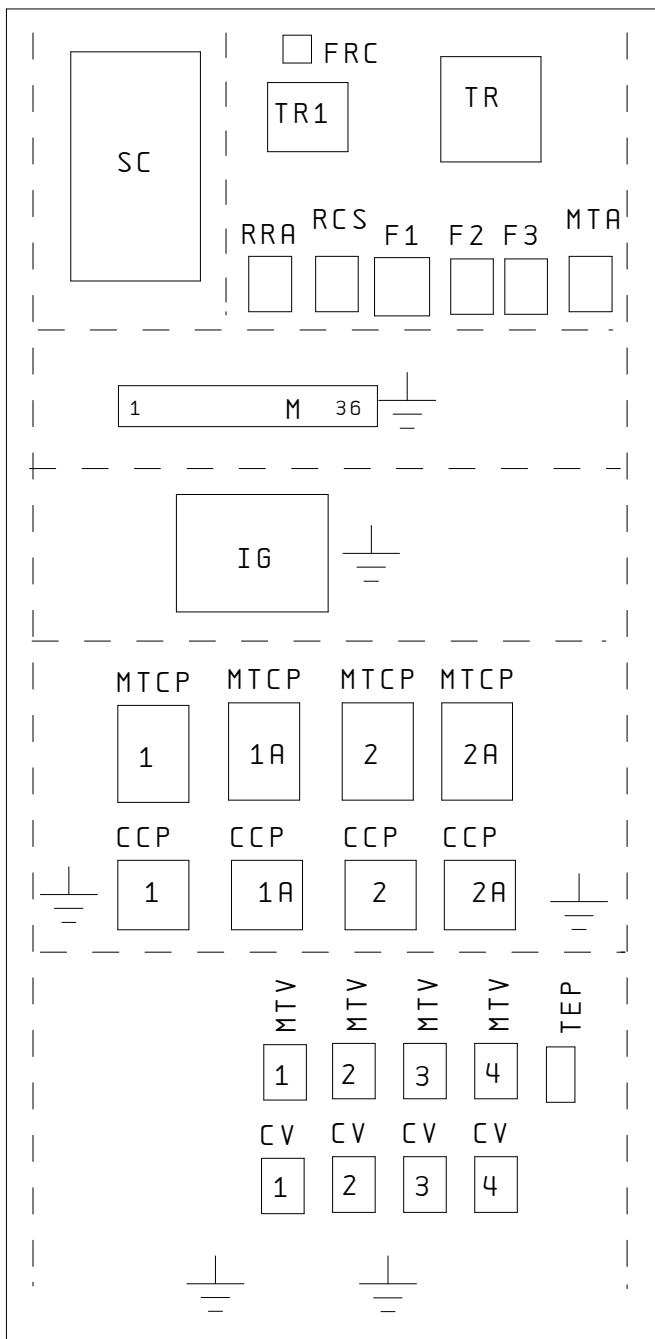 FRC
TR1
TR
SC
RRA RCS F1 F2 F3 MTA
1 M 36
IG
MTCP MTCP MTCP MTCP
1 1A 2 2A
CCP CCP CCP CCP
1 1A 2 2A
MTV MTV MTV MTV TEP
1 2 3 4
CV CV CV CV
1 2 3 4